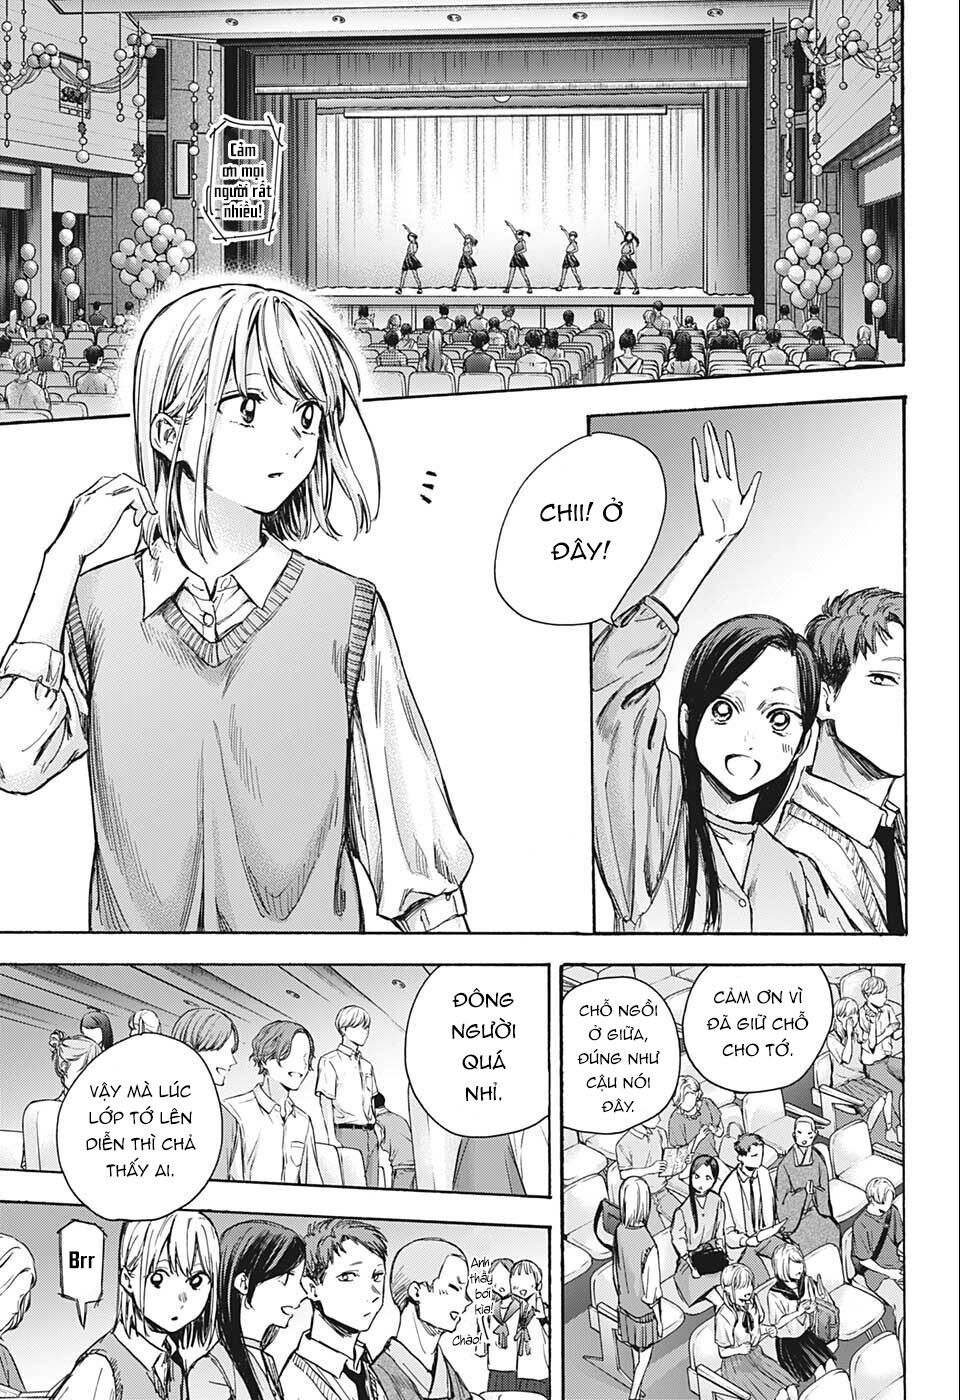 Cảm
ơn mọi
người rất
nhiều!
CHII! Ở
ĐÂY!
CẢM ƠN VÌ
ĐÃ GIỮ CHỖ
CHO TỚ.
CHỖ NGỒI
Ở GIỮA,
ĐÚNG NHƯ
CẬU NÓI
ĐẤY.
ĐÔNG
NGƯỜI
QUÁ
NHỈ.
VẬY MÀ LÚC
LỚP TỚ LÊN
DIỄN THÌ CHẢ
THẤY AI.
Anh
thầy
bói
kìa!
Chào!
Brr